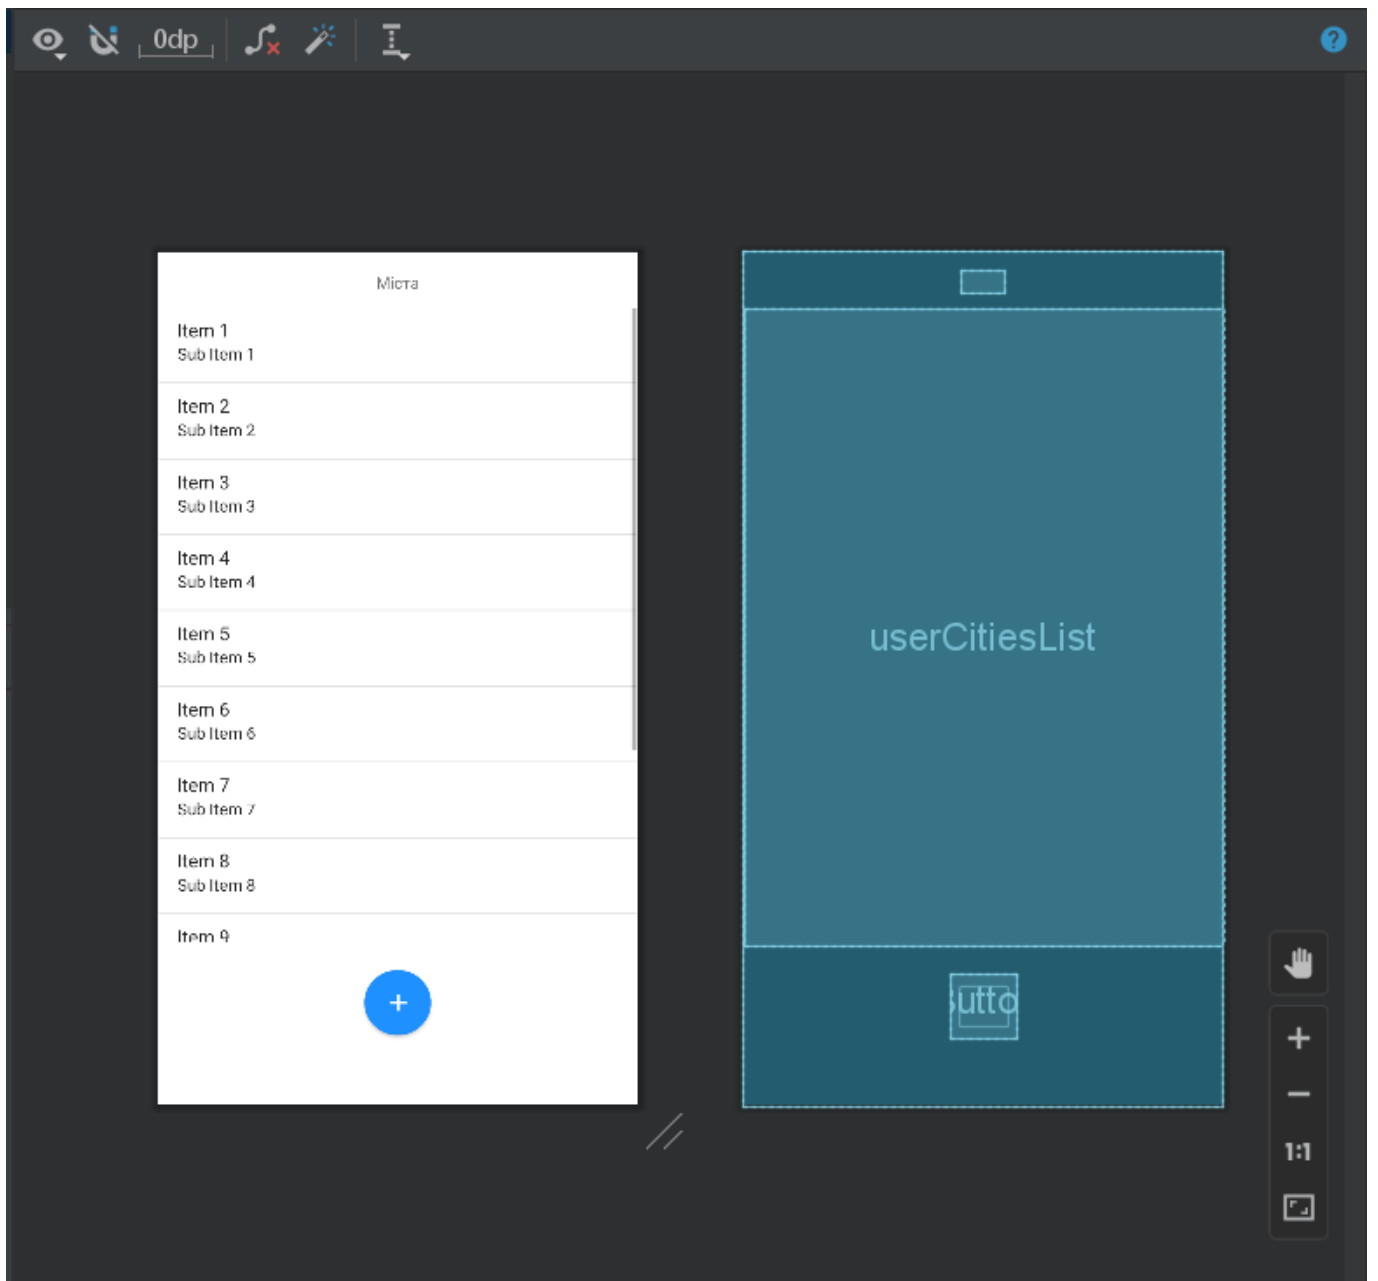 0dp
Міста
Item 1
Sub Item 1
Item 2
Sub Item 2
Item 3
Sub Item 3
Item 4
Sub Item 4
Item 5
Sub Item 5
Item 6
Sub Item 6
Item 7
Sub Item 7
Item 8
Sub Item 8
Item 9
userCitiesList
utto
1:1